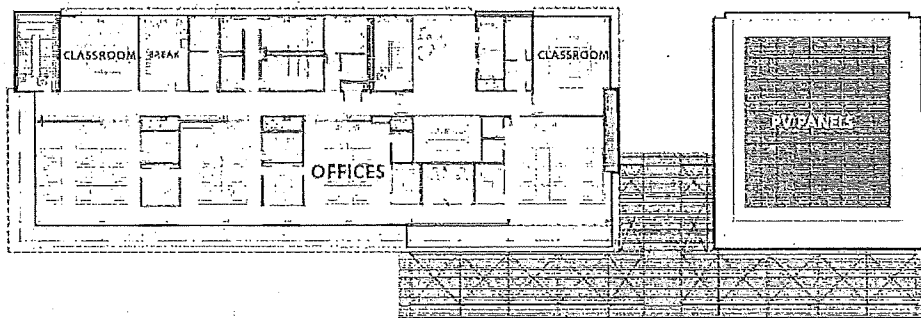 CLASSROOM
BREAK
CLASSROOM
PV PANELS
OFFICES